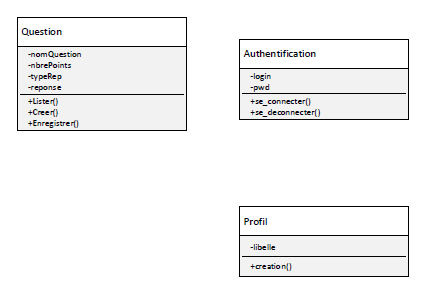 Question
-nomQuestion
-nbrePoints
-typeRep
-reponse
+Lister()
+Creer()
+Enregistrer()
Authentification
-login
-pwd
+se_connecter()
+se_deconnecter()
Profil
-libelle
+creation()